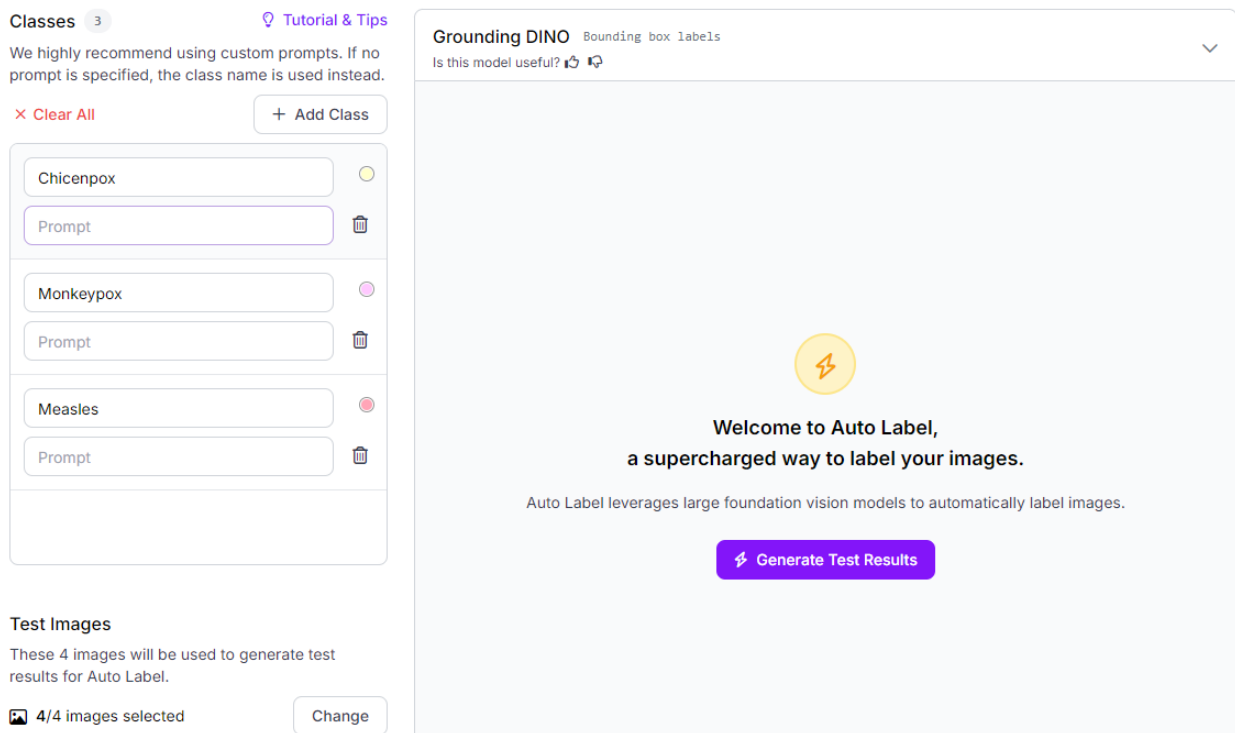 Classes 3
Tutorial & Tips
We highly recommend using custom prompts. If no
prompt is specified, the class name is used instead.
Clear All
Add Class
Chicenpox
Prompt
Monkeypox
Prompt
Measles
Prompt
Test Images
These 4 images will be used to generate test
results for Auto Label.
4/4 images selected
Change
Grounding DINO Bounding box labels
Is this model useful?
Welcome to Auto Label,
a supercharged way to label your images.
Auto Label leverages large foundation vision models to automatically label images.
Generate Test Results